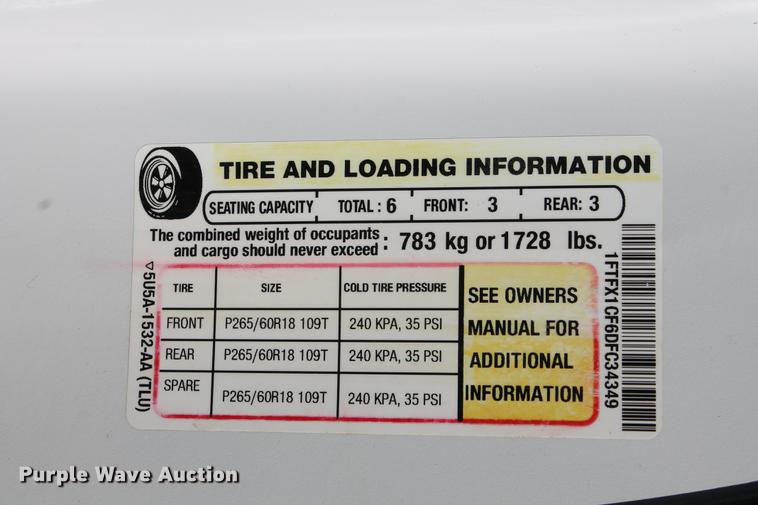 TIRE AND LOADING INFORMATION
SEATING CAPACITY TOTAL : 6 FRONT: 3 REAR: 3
The combined weight of occupants
and cargo should never exceed : 783 kg or 1728 lbs.
TIRE SIZE COLD TIRE PRESSURE
FRONT P265/60R18 109T 240 KPA, 35 PSI
REAR P265/60R18 109T 240 KPA, 35 PSI
SPARE P265/60R18 109T 240 KPA, 35 PSI
SEE OWNERS
MANUAL FOR
ADDITIONAL
INFORMATION
5U5A-1532-AA (TLU)
1FTFX1CF6DFC34349
Purple Wave Auction